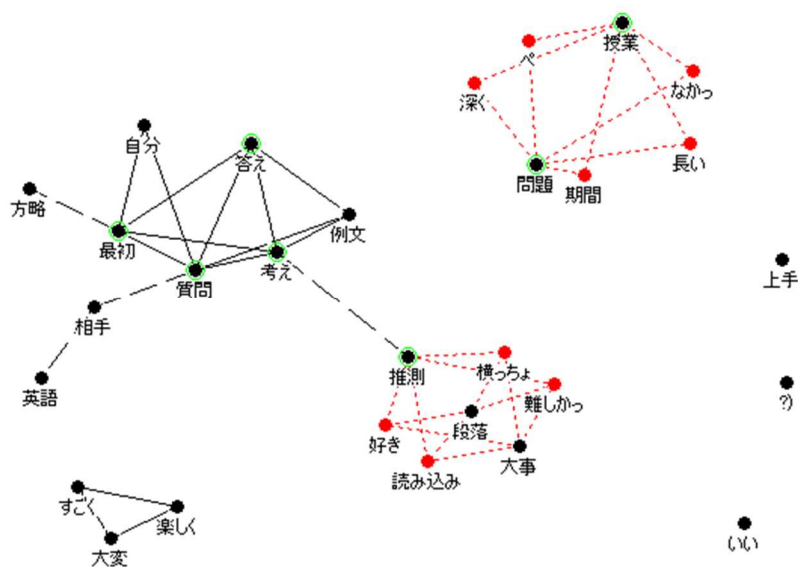 授業
ペ
深く
なかっ
自分
答え
長い
問題
期間
方略
例文
最初
考え
質問
上手
相手
推測
横っちょ
英語
難しかっ
?)
段落
好き
大事
読み込み
すごく
楽しく
大変
いい